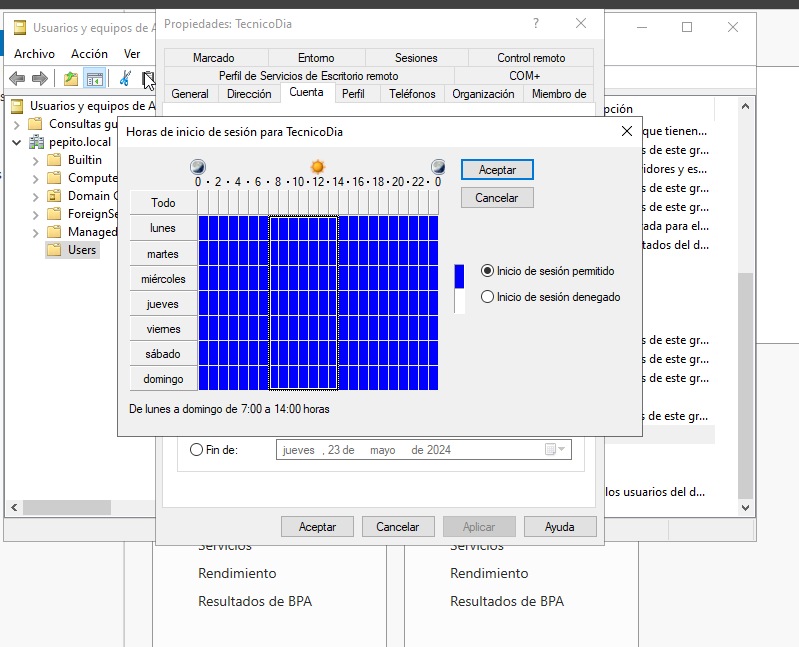 Usuarios y equipos de A
Propiedades: TecnicoDia
?
Archivo Acción Ver
Marcado Entorno Sesiones Control remoto
Perfil de Servicios de Escritorio remoto COM+
General Dirección Cuenta Perfil Teléfonos Organización Miembro de
Usuarios y equipos de A
Consultas gu
pepito.local
Builtin
Compute
Domain C
ForeignSe
Managed
Users
pción
que tienen...
s de este gr...
vidores y es...
s de este gr...
s de este gr...
rada para el...
tados del d...
s de este gr...
s de este gr...
s de este gr...
s de este gr...
los usuarios del d...
Horas de inicio de sesión para TecnicoDia
0 · 2 · 4 · 6 · 8 · 10 · 12 · 14 · 16 · 18 · 20 · 22 · 0
Todo
lunes
martes
miércoles
jueves
viernes
sábado
domingo
Aceptar
Cancelar
Inicio de sesión permitido
Inicio de sesión denegado
De lunes a domingo de 7:00 a 14:00 horas
Fin de: jueves , 23 de mayo de 2024
Aceptar Cancelar Aplicar Ayuda
Servicios Servicios
Rendimiento Rendimiento
Resultados de BPA Resultados de BPA